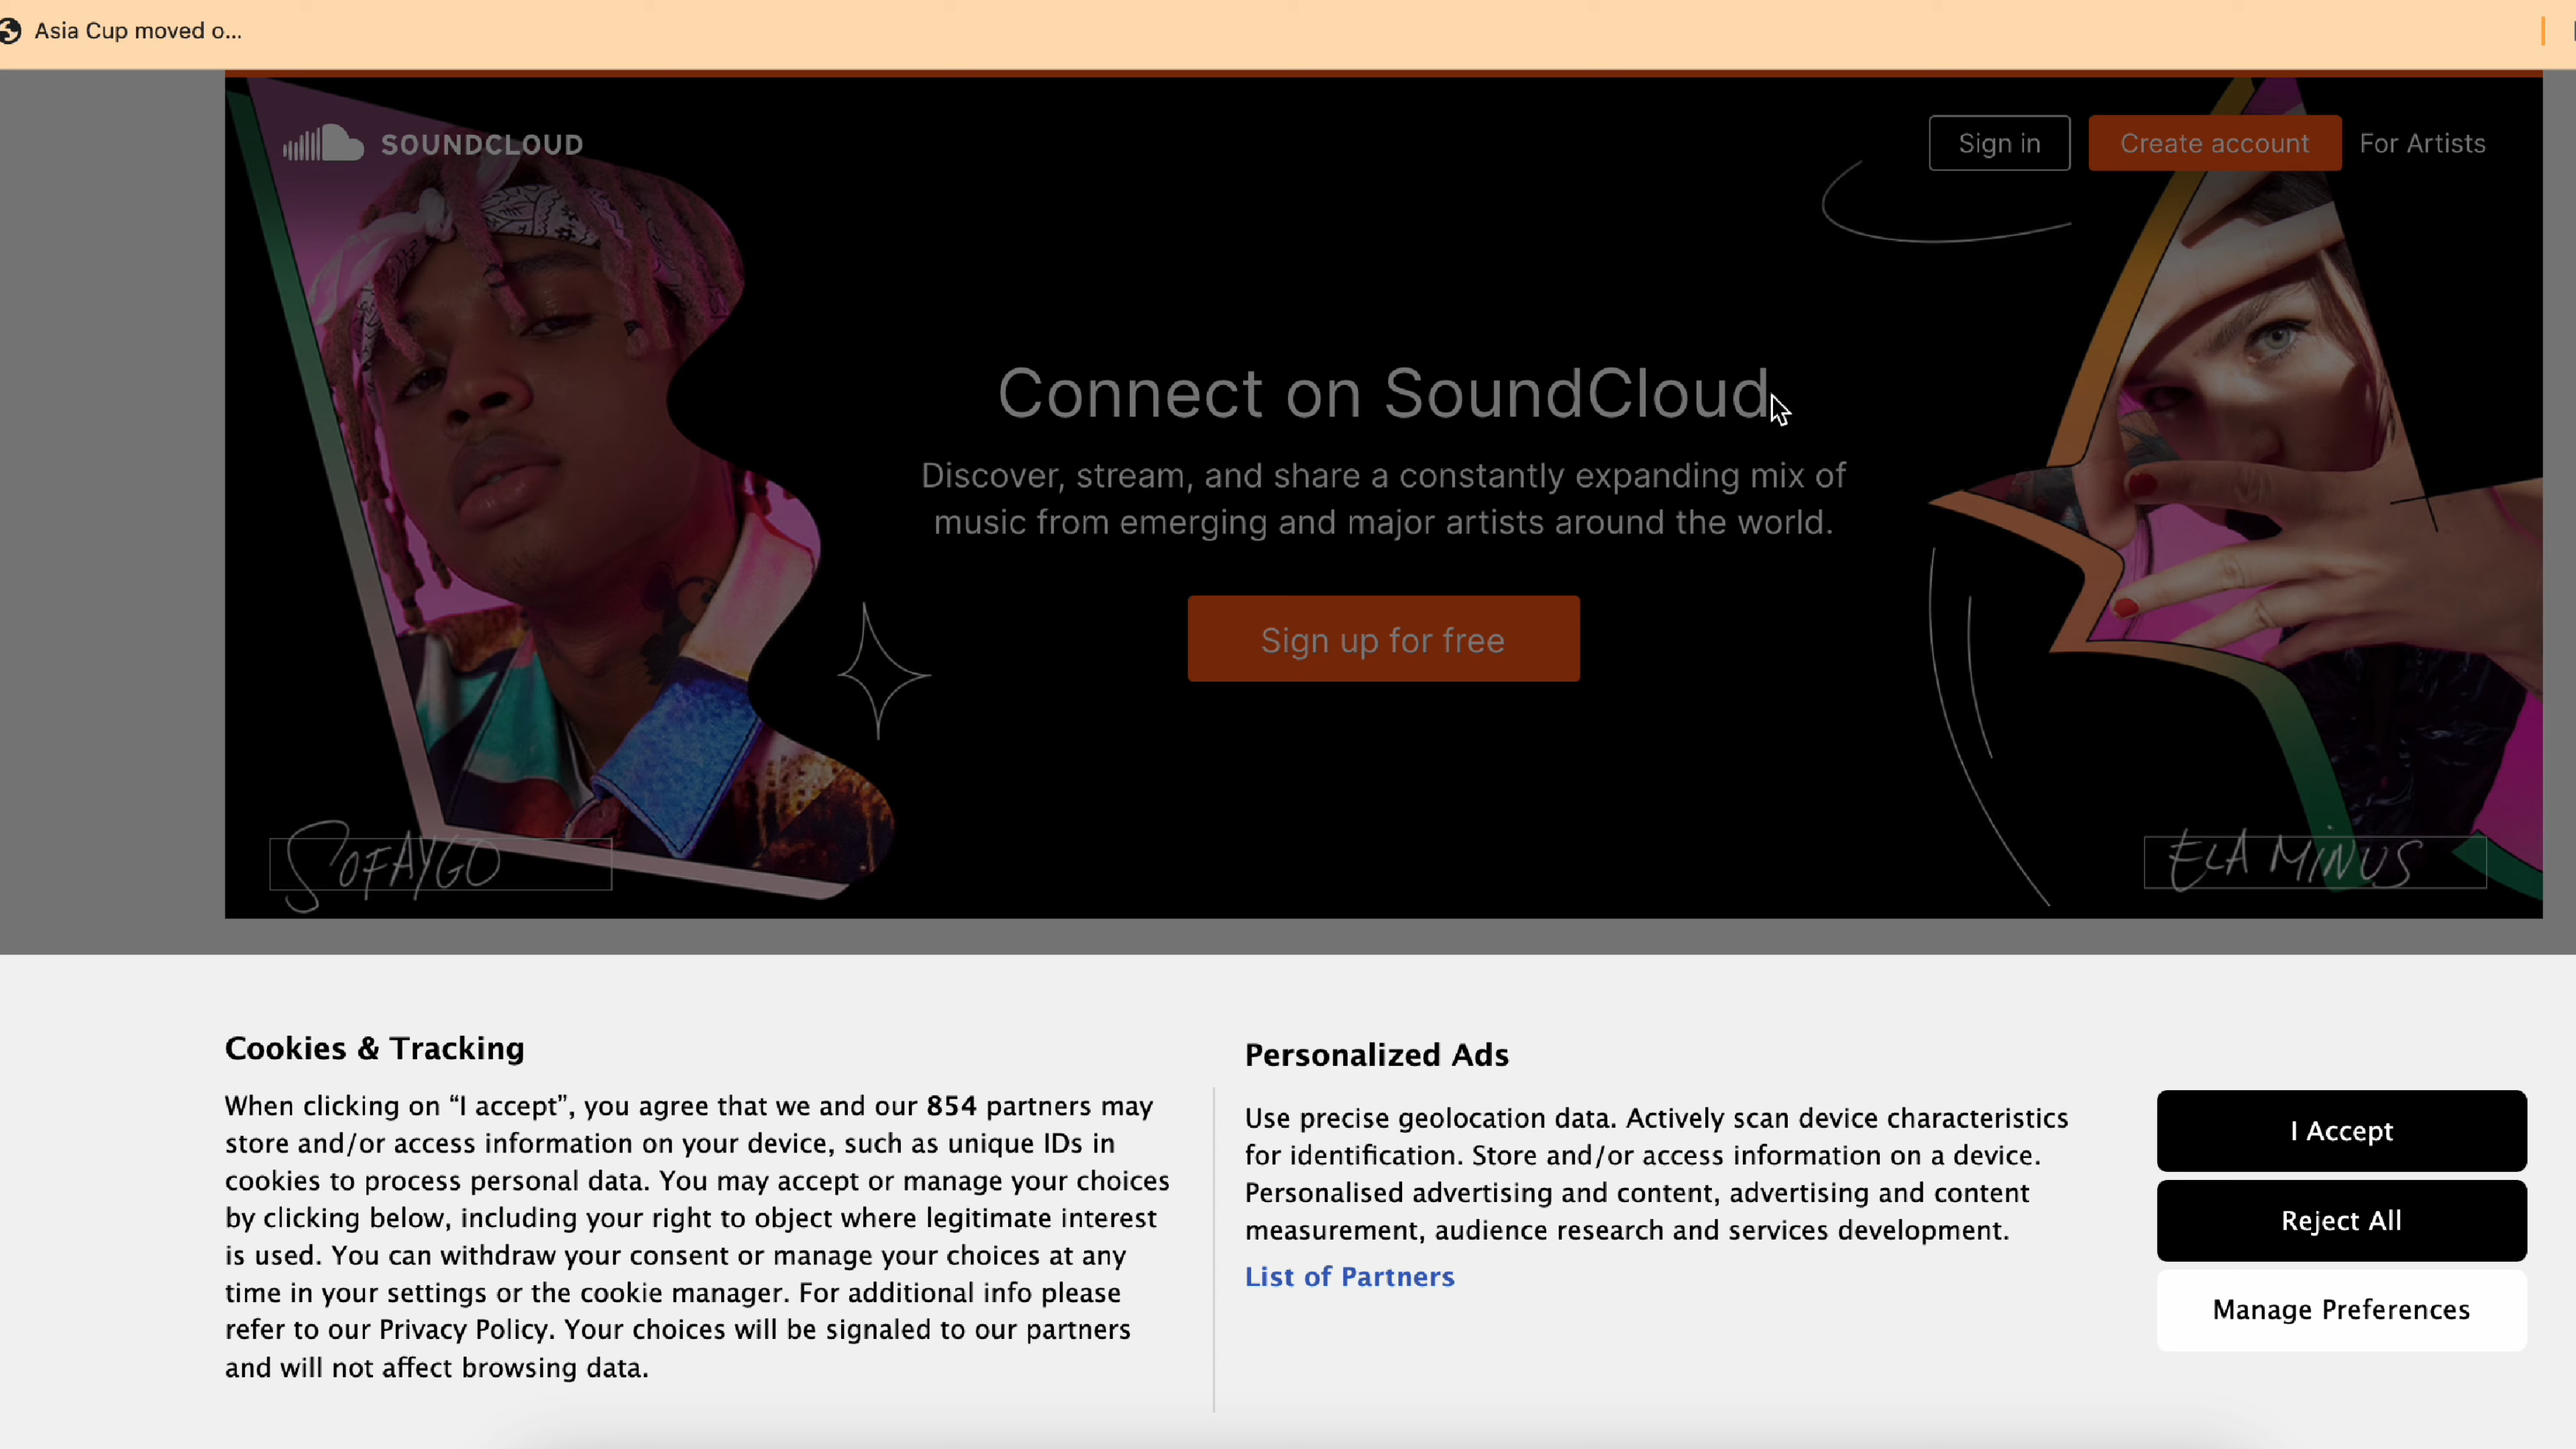 Asia Cup moved o...
SOUNDCLOUD
Sign in
Create account
For Artists
Connect on SoundCloud
Discover, stream, and share a constantly expanding mix of
music from emerging and major artists around the world.
Sign up for free
SOFAYGO
ELA MINUS
Cookies & Tracking
When clicking on “I accept”, you agree that we and our 854 partners may
store and/or access information on your device, such as unique IDs in
cookies to process personal data. You may accept or manage your choices
by clicking below, including your right to object where legitimate interest
is used. You can withdraw your consent or manage your choices at any
time in your settings or the cookie manager. For additional info please
refer to our Privacy Policy. Your choices will be signaled to our partners
and will not affect browsing data.
Personalized Ads
Use precise geolocation data. Actively scan device characteristics
for identification. Store and/or access information on a device.
Personalised advertising and content, advertising and content
measurement, audience research and services development.
List of Partners
I Accept
Reject All
Manage Preferences